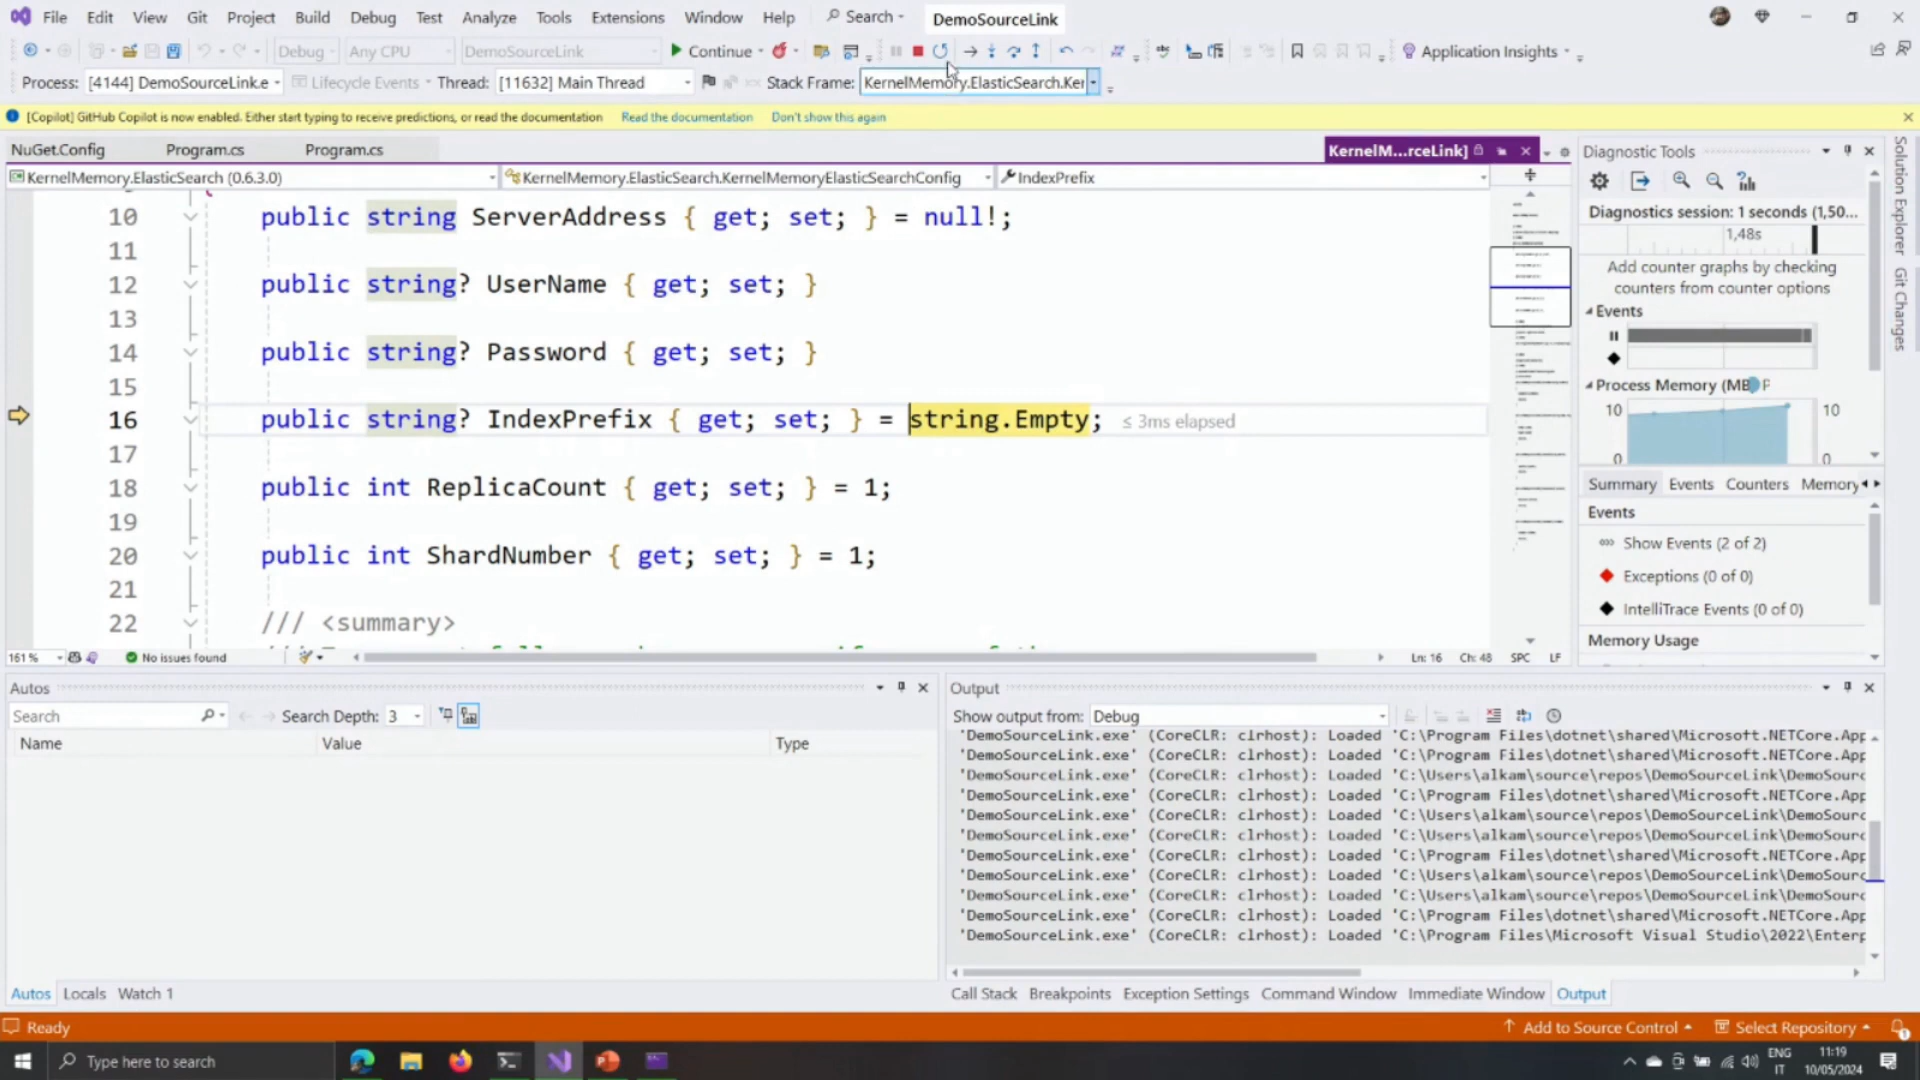 File Edit View Git Project Build Debug Test Analyze Tools Extensions Window Help Search DemoSourceLink
Debug Any CPU DemoSourceLink Continue Application Insights
Process: [4144] DemoSourceLink.e Lifecycle Events Thread: [11632] Main Thread Stack Frame: KernelMemory.ElasticSearch.Ker
[Copilot] GitHub Copilot is now enabled. Either start typing to receive predictions, or read the documentation Read the documentation Don't show this again
NuGet.Config Program.cs Program.cs KernelM...rceLink]
KernelMemory.ElasticSearch (0.6.3.0) KernelMemory.ElasticSearch.KernelMemoryElasticSearchConfig IndexPrefix
10 public string ServerAddress { get; set; } = null!;
11
12 public string? UserName { get; set; }
13
14 public string? Password { get; set; }
15
16 public string? IndexPrefix { get; set; } = string.Empty; ≤ 3ms elapsed
17
18 public int ReplicaCount { get; set; } = 1;
19
20 public int ShardNumber { get; set; } = 1;
21
22 /// <summary>
161 % No issues found Ln: 16 Ch: 48 SPC LF
Diagnostic Tools
Diagnostics session: 1 seconds (1,50...
1,48s
Add counter graphs by checking
counters from counter options
Events
Process Memory (MB P
10 10
0 0
Summary Events Counters Memory
Events
Show Events (2 of 2)
Exceptions (0 of 0)
IntelliTrace Events (0 of 0)
Memory Usage
Solution Explorer
Git Changes
Autos
Search Search Depth: 3
Name Value Type
Autos Locals Watch 1
Output
Show output from: Debug
'DemoSourceLink.exe' (CoreCLR: clrhost): Loaded 'C:\Program Files\dotnet\shared\Microsoft.NETCore.App
'DemoSourceLink.exe' (CoreCLR: clrhost): Loaded 'C:\Program Files\dotnet\shared\Microsoft.NETCore.App
'DemoSourceLink.exe' (CoreCLR: clrhost): Loaded 'C:\Users\alkam\source\repos\DemoSourceLink\DemoSourc
'DemoSourceLink.exe' (CoreCLR: clrhost): Loaded 'C:\Program Files\dotnet\shared\Microsoft.NETCore.App
'DemoSourceLink.exe' (CoreCLR: clrhost): Loaded 'C:\Users\alkam\source\repos\DemoSourceLink\DemoSourc
'DemoSourceLink.exe' (CoreCLR: clrhost): Loaded 'C:\Users\alkam\source\repos\DemoSourceLink\DemoSourc
'DemoSourceLink.exe' (CoreCLR: clrhost): Loaded 'C:\Program Files\dotnet\shared\Microsoft.NETCore.App
'DemoSourceLink.exe' (CoreCLR: clrhost): Loaded 'C:\Users\alkam\source\repos\DemoSourceLink\DemoSourc
'DemoSourceLink.exe' (CoreCLR: clrhost): Loaded 'C:\Users\alkam\source\repos\DemoSourceLink\DemoSourc
'DemoSourceLink.exe' (CoreCLR: clrhost): Loaded 'C:\Program Files\dotnet\shared\Microsoft.NETCore.App
'DemoSourceLink.exe' (CoreCLR: clrhost): Loaded 'C:\Program Files\Microsoft Visual Studio\2022\Enterp
Call Stack Breakpoints Exception Settings Command Window Immediate Window Output
Ready Add to Source Control Select Repository
Type here to search ENG 11:19
IT 10/05/2024